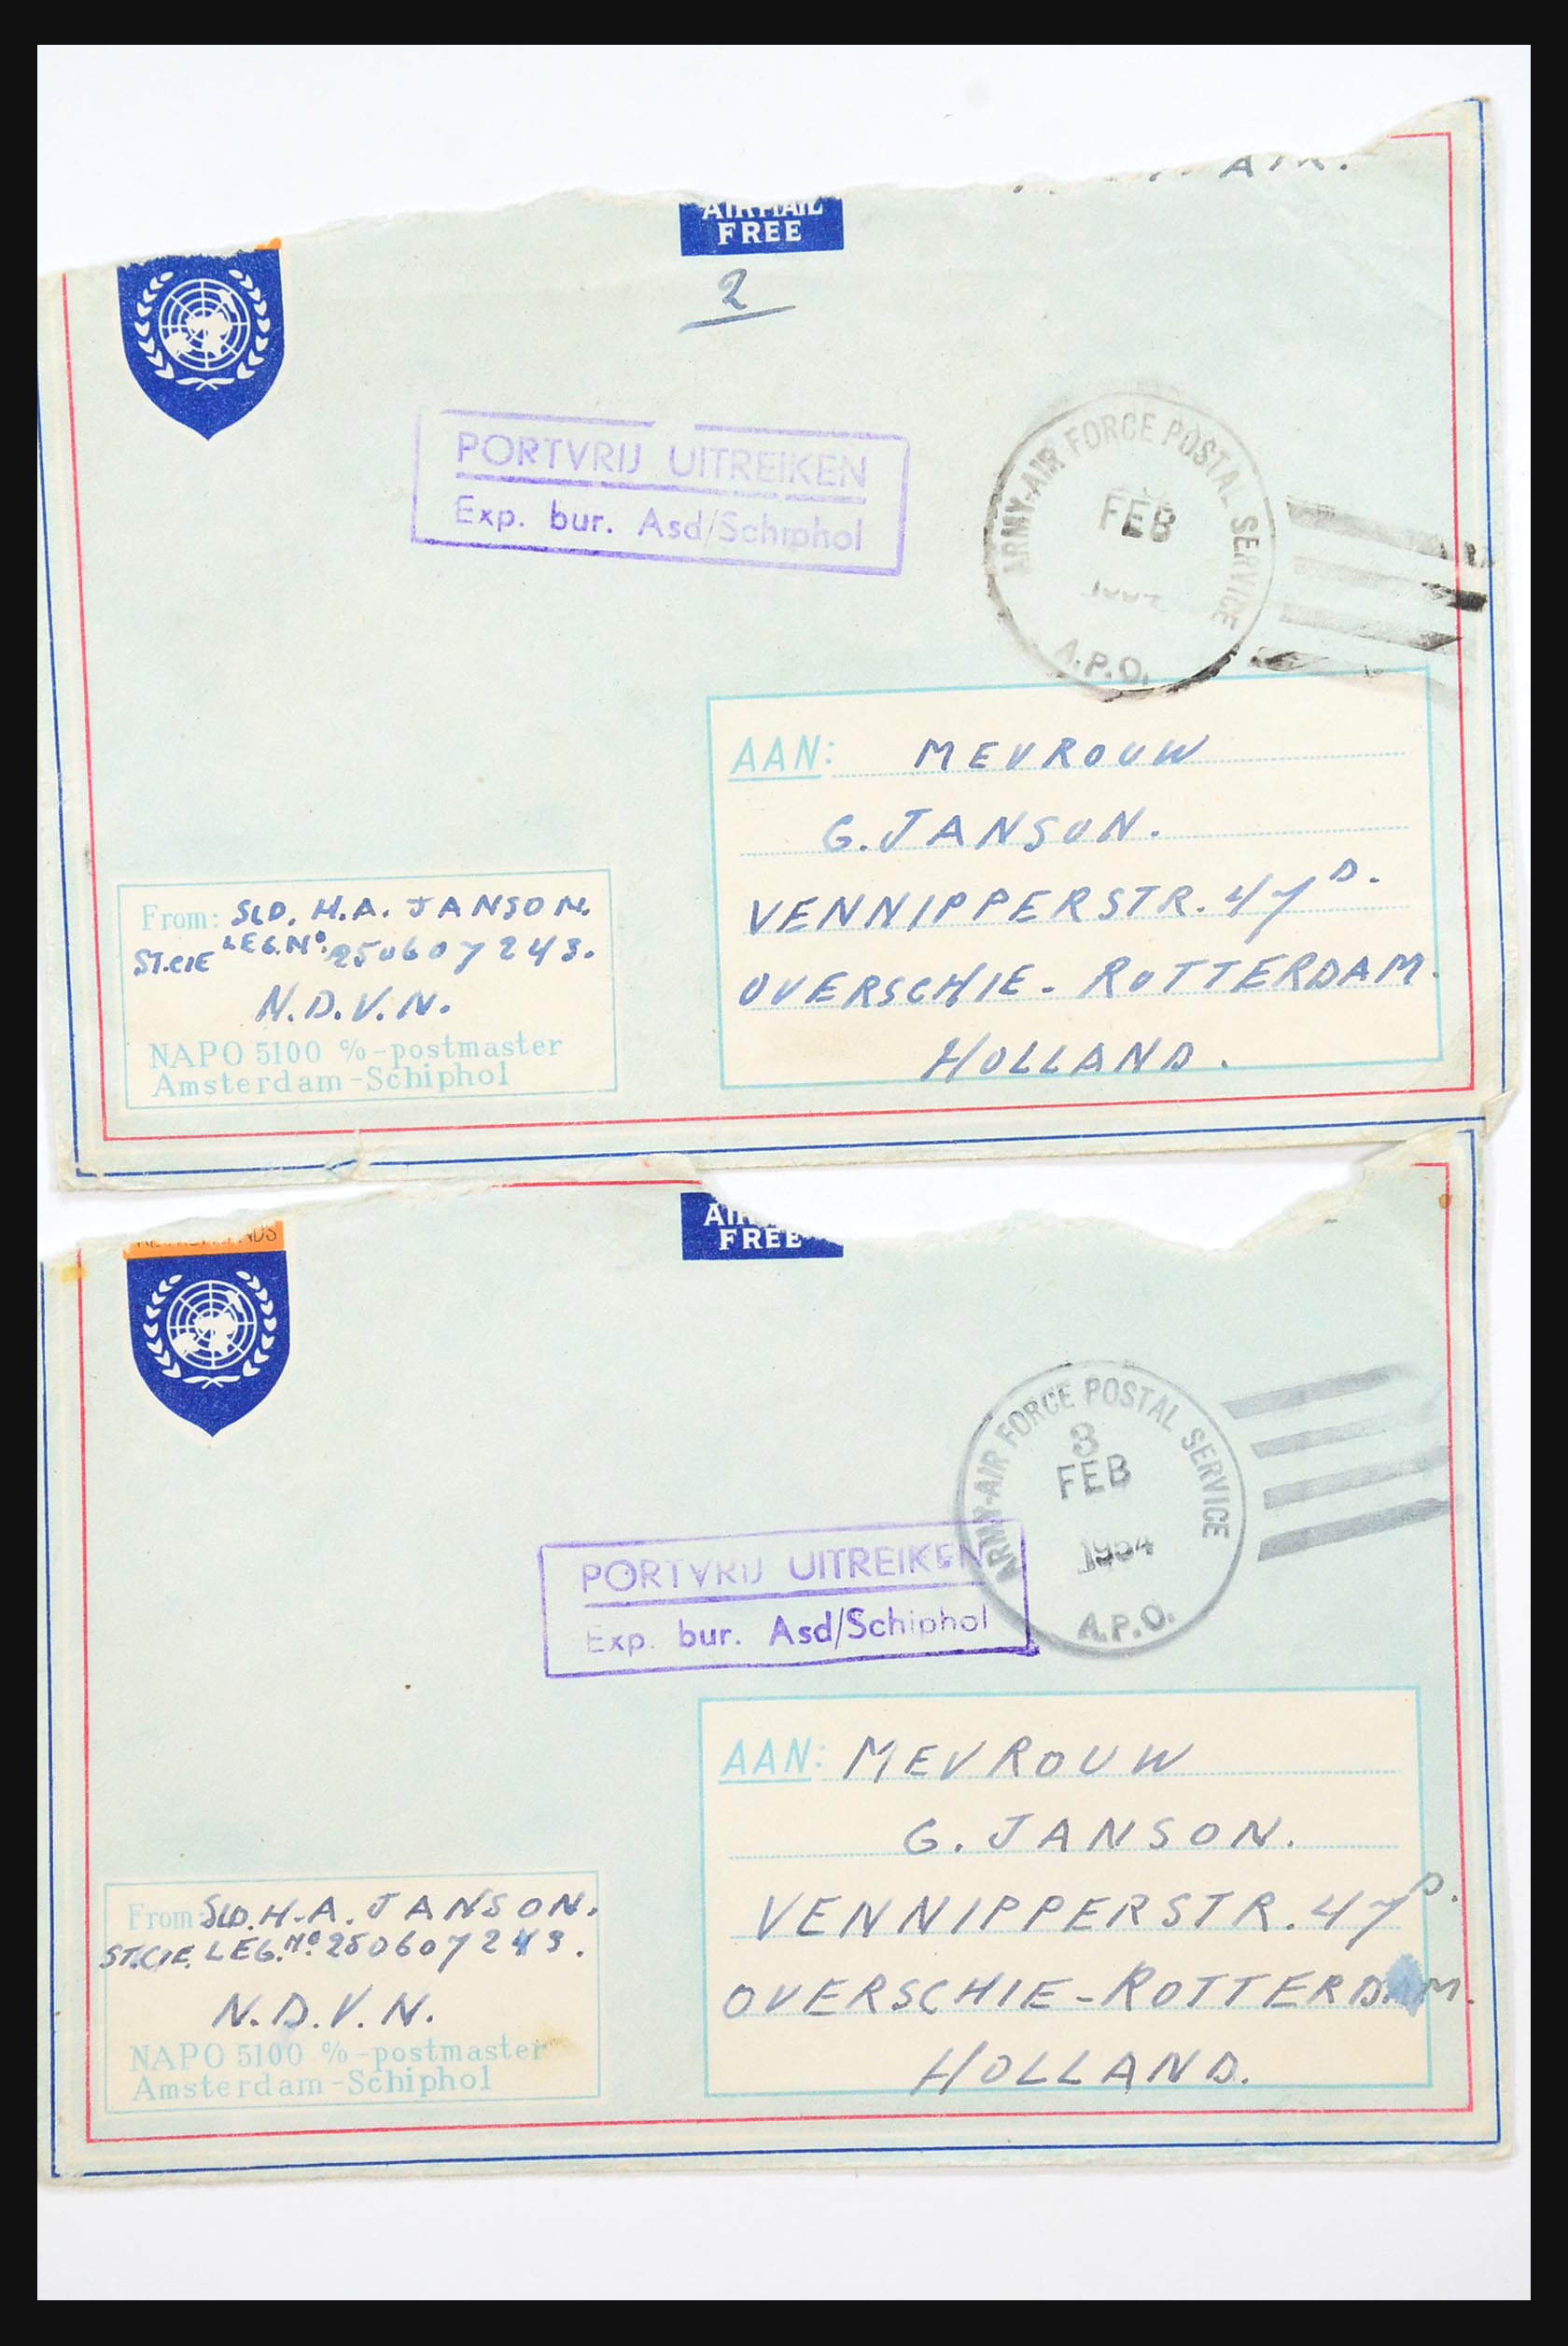 AIRMAIL
FREE
2
PORTVRIJ UITREIKEN
Exp. bur. Asd/Schiphol
ARMY-AIR FORCE POSTAL SERVICE
FEB
A.P.O.
AAN: MEVROUW
G. JANSON.
VENNIPPERSTR. 47 D.
OVERSCHIE - ROTTERDAM.
HOLLAND.
From: SLD. H.A. JANSON.
ST.CIE LEG.No. 250607243.
N.D.V.N.
NAPO 5100 %-postmaster
Amsterdam-Schiphol
FREE
ARMY-AIR FORCE POSTAL SERVICE
3
FEB
1954
A.P.O.
PORTVRIJ UITREIKEN
Exp. bur. Asd/Schiphol
AAN: MEVROUW
G. JANSON.
VENNIPPERSTR. 47 D.
OVERSCHIE - ROTTERDAM.
HOLLAND.
From: SLD. H.A. JANSON.
ST.CIE. LEG.No. 250607243.
N.D.V.N.
NAPO 5100 %-postmaster
Amsterdam-Schiphol